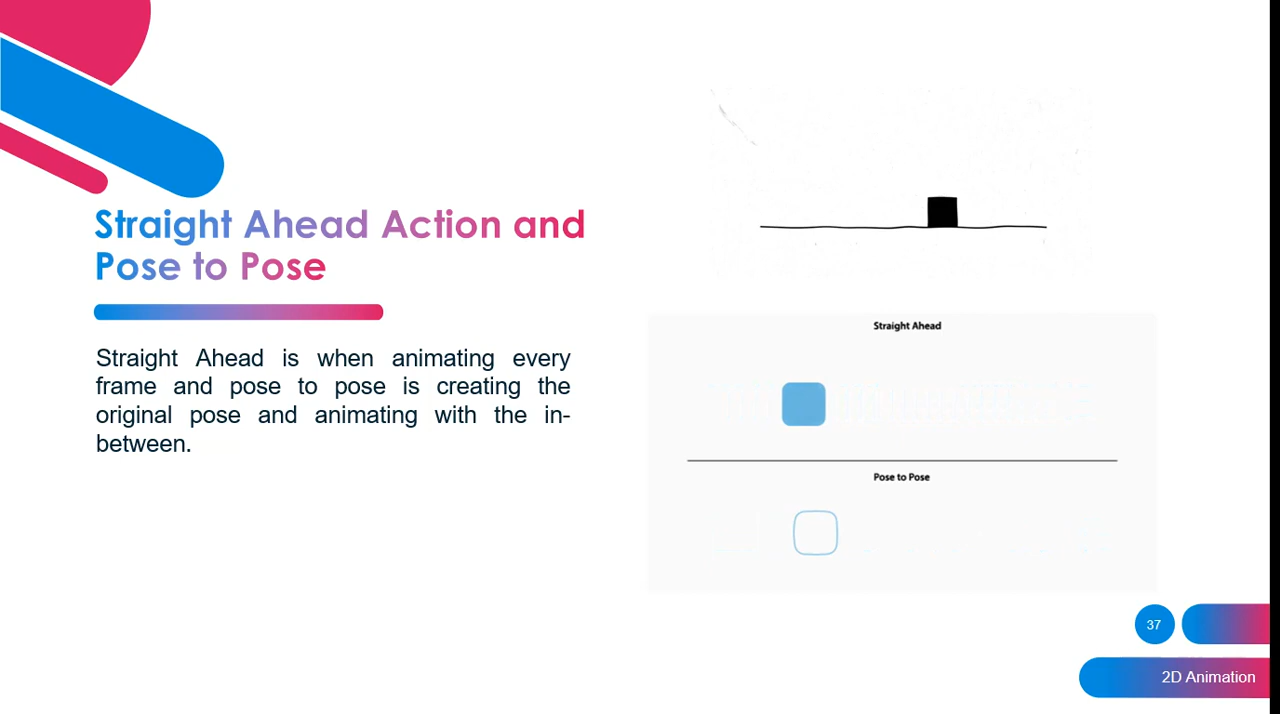 Straight Ahead Action and
Pose to Pose
Straight Ahead is when animating every
frame and pose to pose is creating the
original pose and animating with the in-
between.
Straight Ahead
Pose to Pose
37
2D Animation